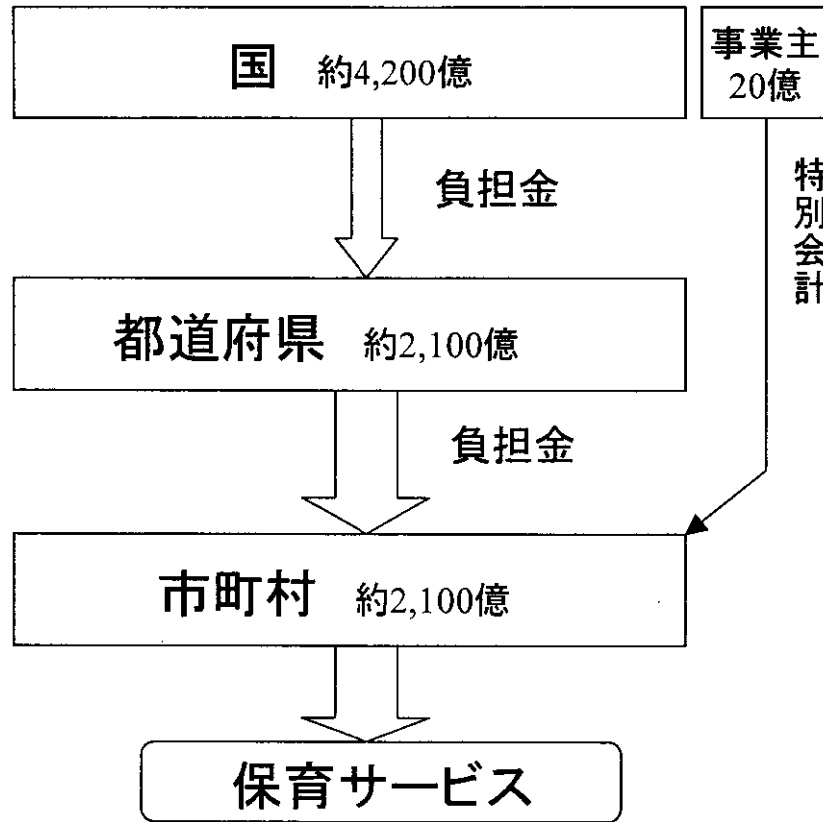 国 約4,200億
事業主
20億
負担金
特別会計
都道府県 約2,100億
負担金
市町村 約2,100億
保育サービス